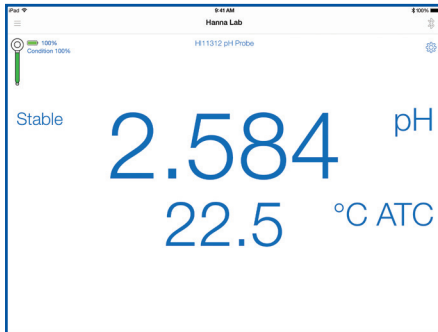 iPad 9:41 AM 100%
Hanna Lab
100% HI11312 pH Probe
Condition 100%
Stable 2.584 pH
22.5 °C ATC